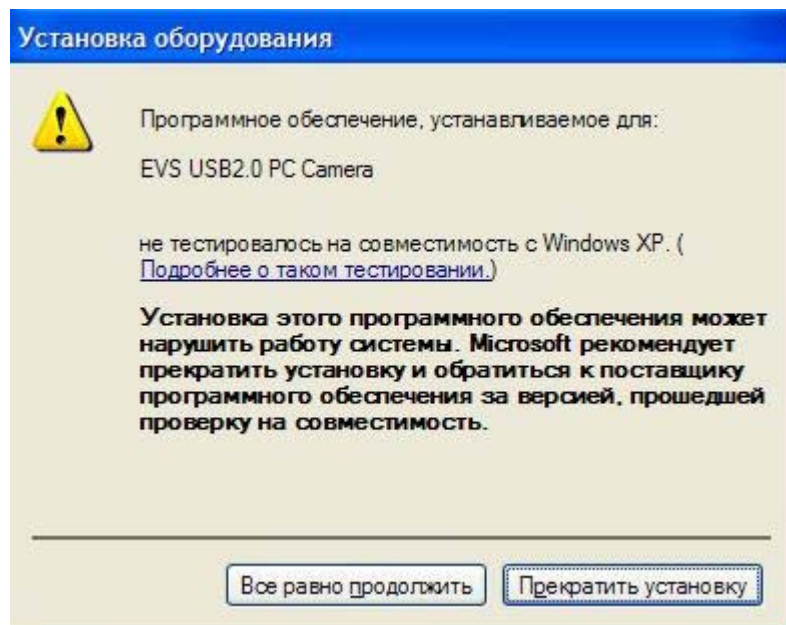 Установка оборудования
Программное обеспечение, устанавливаемое для:
EVS USB2.0 PC Camera
не тестировалось на совместимость с Windows XP. (
Подробнее о таком тестировании.)
Установка этого программного обеспечения может
нарушить работу системы. Microsoft рекомендует
прекратить установку и обратиться к поставщику
программного обеспечения за версией, прошедшей
проверку на совместимость.
Все равно продолжить
Прекратить установку